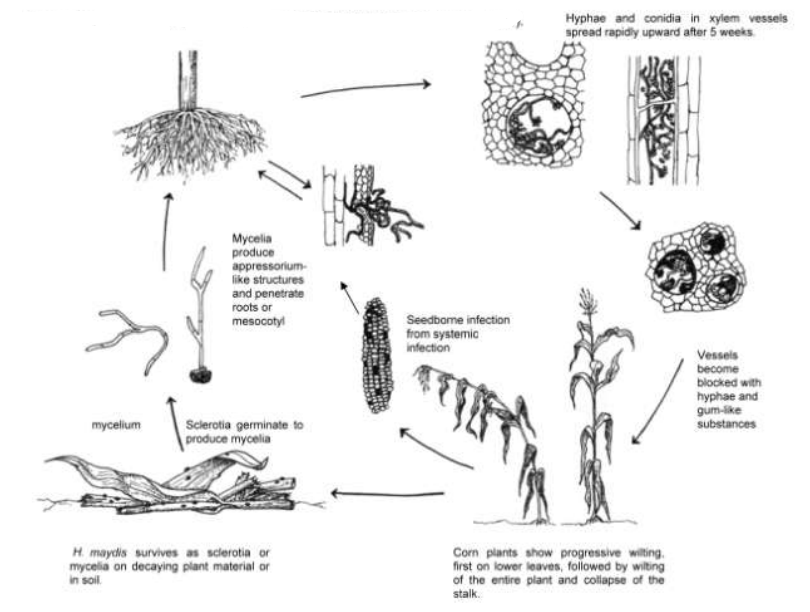 Hyphae and conidia in xylem vessels
spread rapidly upward after 5 weeks.
Mycelia
produce
appressorium-
like structures
and penetrate
roots or
mesocotyl
Seedborne infection
from systemic
infection
Vessels
become
blocked with
hyphae and
gum-like
substances
mycelium
Sclerotia germinate to
produce mycelia
H. maydis survives as sclerotia or
mycelia on decaying plant material or
in soil.
Corn plants show progressive wilting,
first on lower leaves, followed by wilting
of the entire plant and collapse of the
stalk.